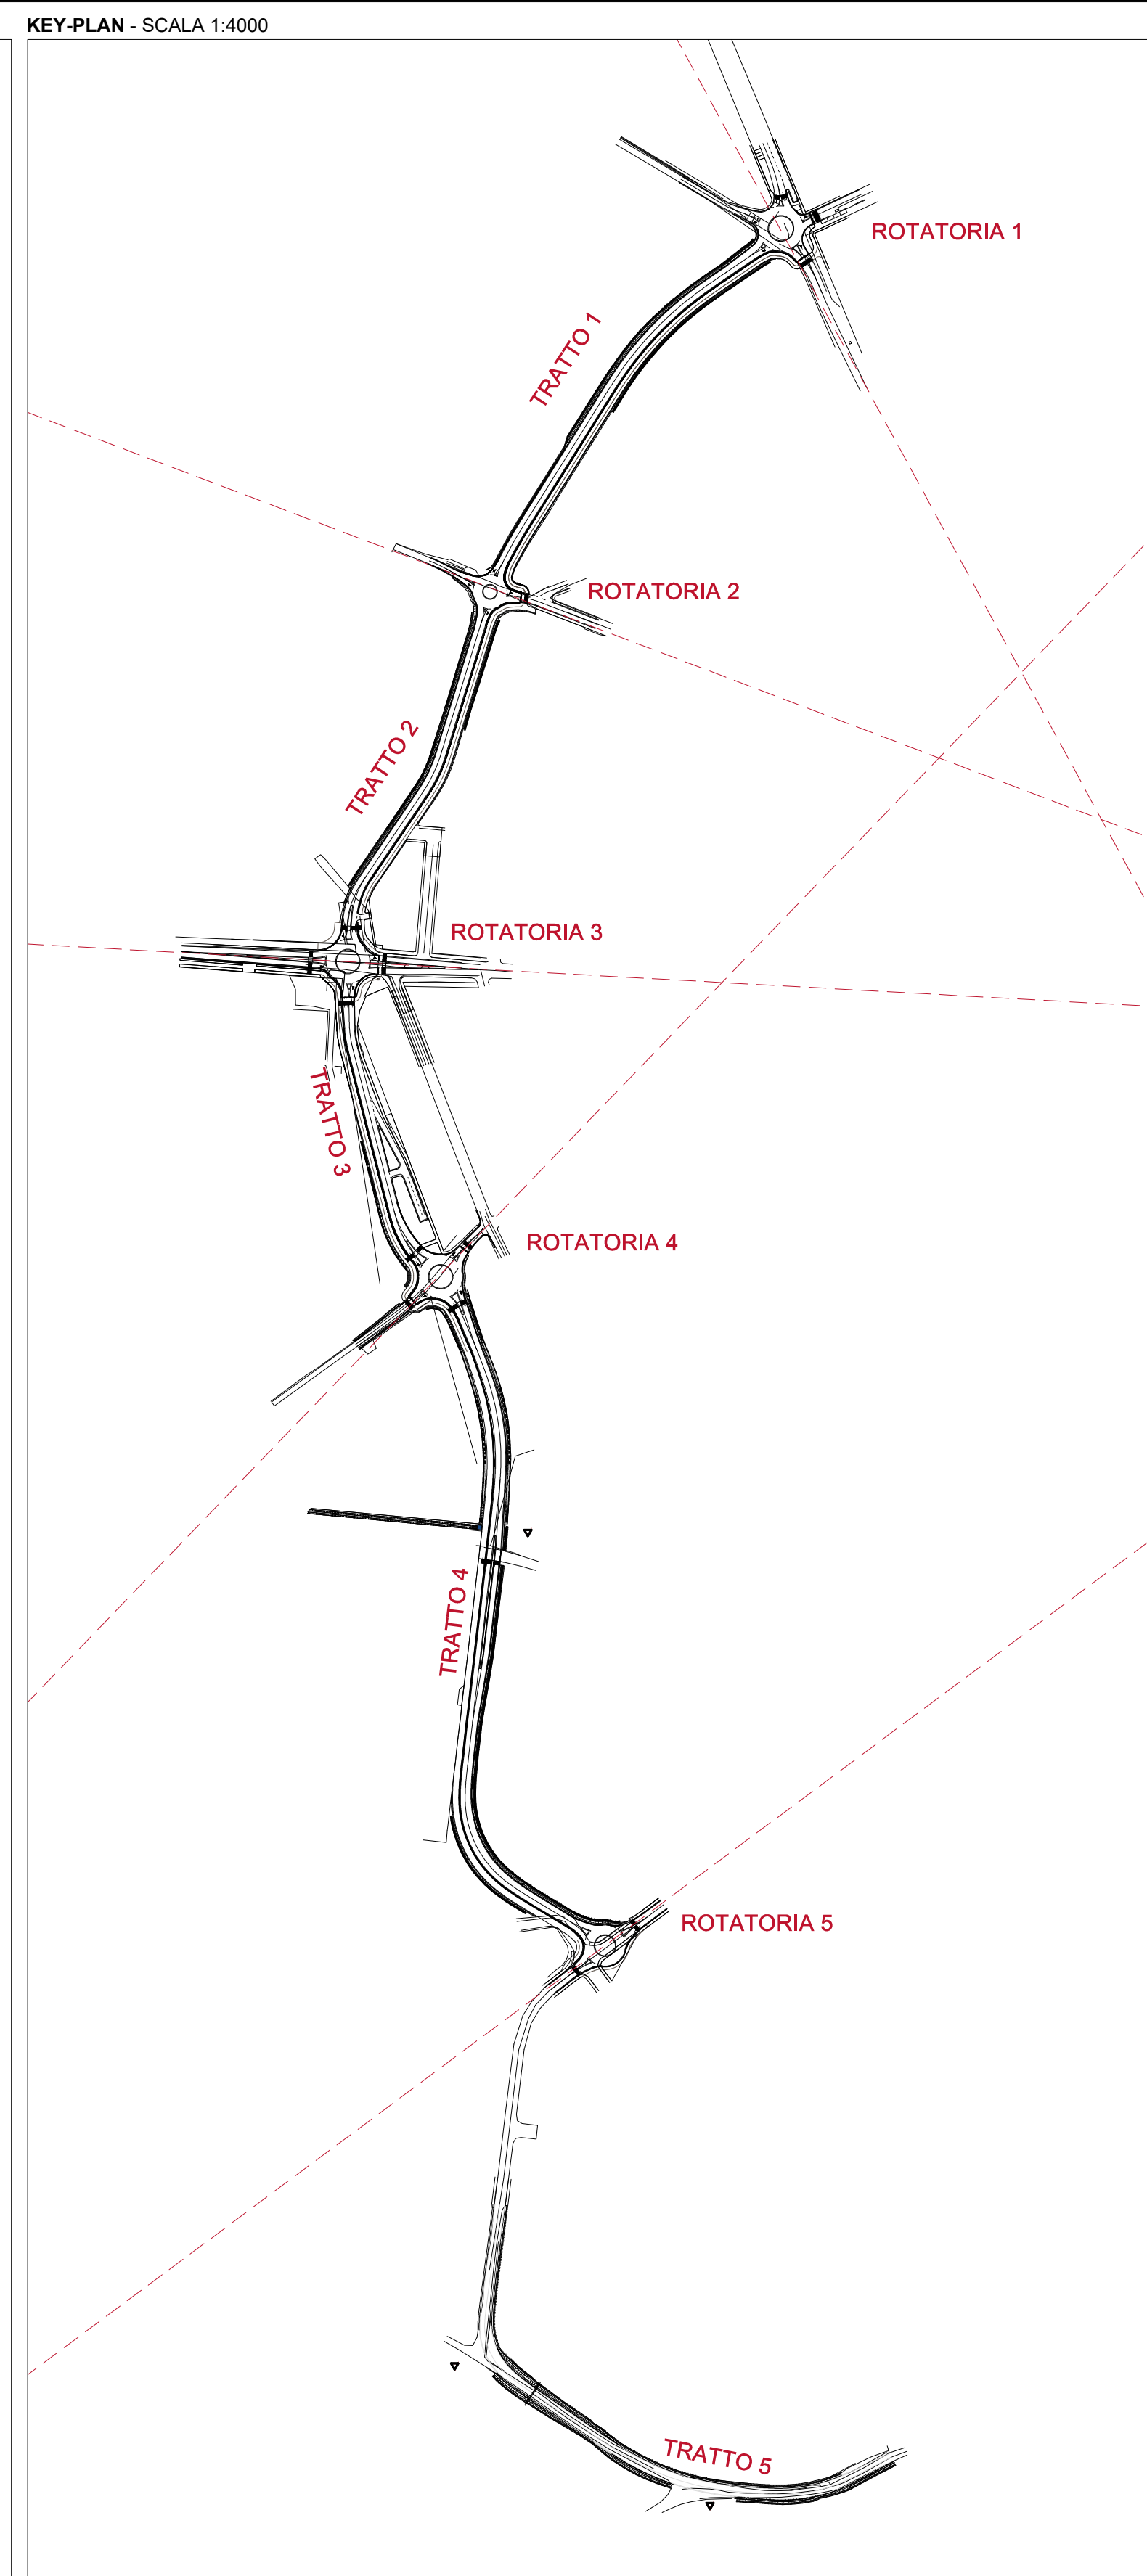 KEY-PLAN - SCALA 1:4000
ROTATORIA 1
TRATTO 1
ROTATORIA 2
TRATTO 2
ROTATORIA 3
TRATTO 3
ROTATORIA 4
TRATTO 4
ROTATORIA 5
TRATTO 5